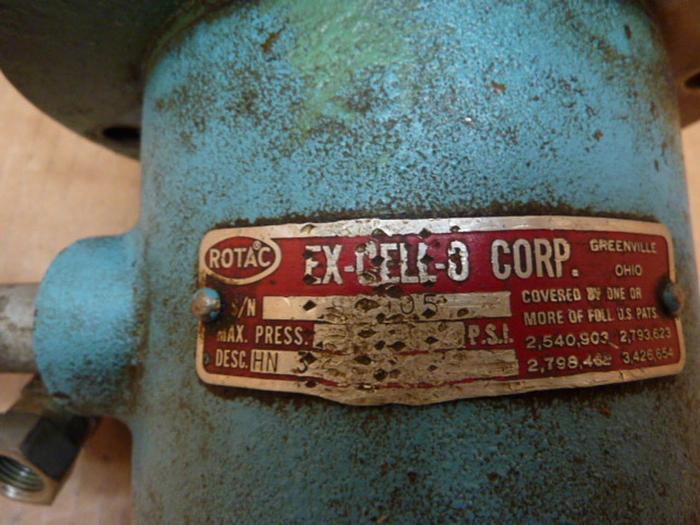 ROTAC®
EX-CELL-O CORP.
GREENVILLE
OHIO
S/N 05
MAX. PRESS. P.S.I.
DESC. HN 3
COVERED BY ONE OR
MORE OF FOLL U.S. PATS
2,540,903 2,793,623
2,798,462 3,426,654